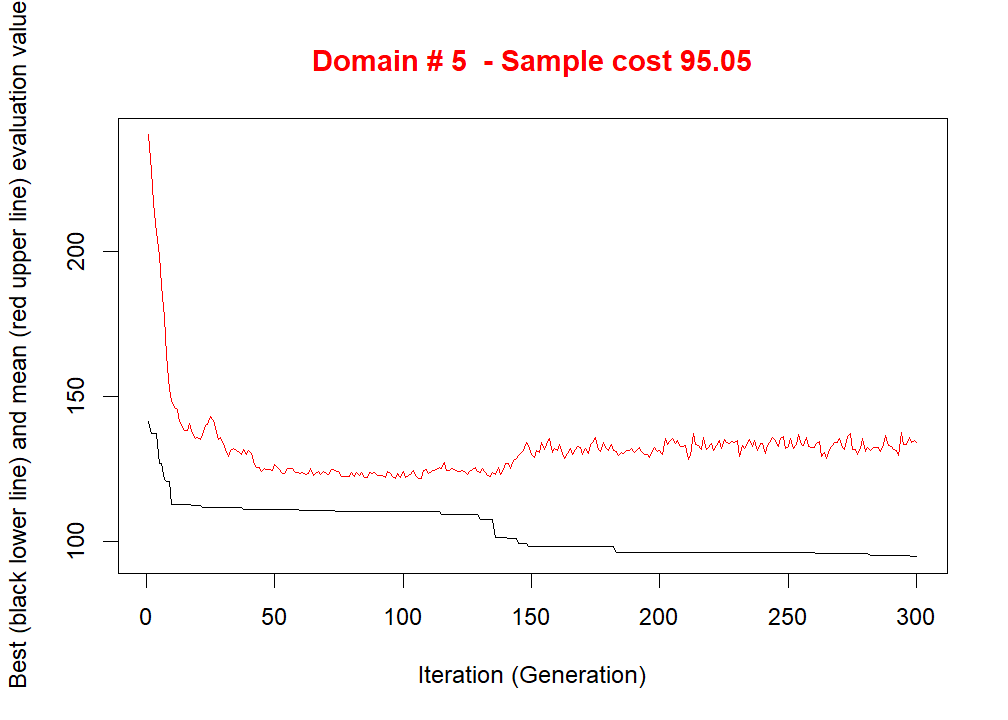 Domain # 5  - Sample cost 95.05
Best (black lower line) and mean (red upper line) evaluation value
200
150
100
0 50 100 150 200 250 300
Iteration (Generation)